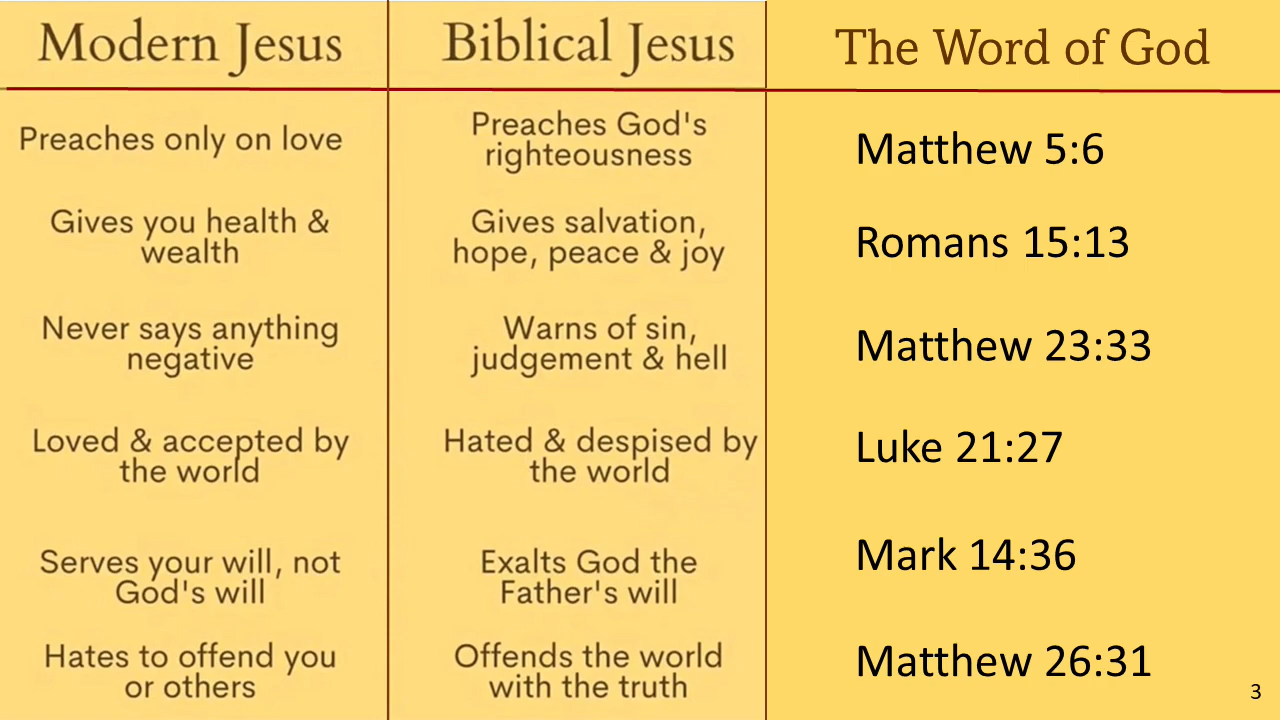 Modern Jesus
Biblical Jesus
The Word of God
Preaches only on love
Preaches God's
righteousness
Matthew 5:6
Gives you health &
wealth
Gives salvation,
hope, peace & joy
Romans 15:13
Never says anything
negative
Warns of sin,
judgement & hell
Matthew 23:33
Loved & accepted by
the world
Hated & despised by
the world
Luke 21:27
Serves your will, not
God's will
Exalts God the
Father's will
Mark 14:36
Hates to offend you
or others
Offends the world
with the truth
Matthew 26:31
3